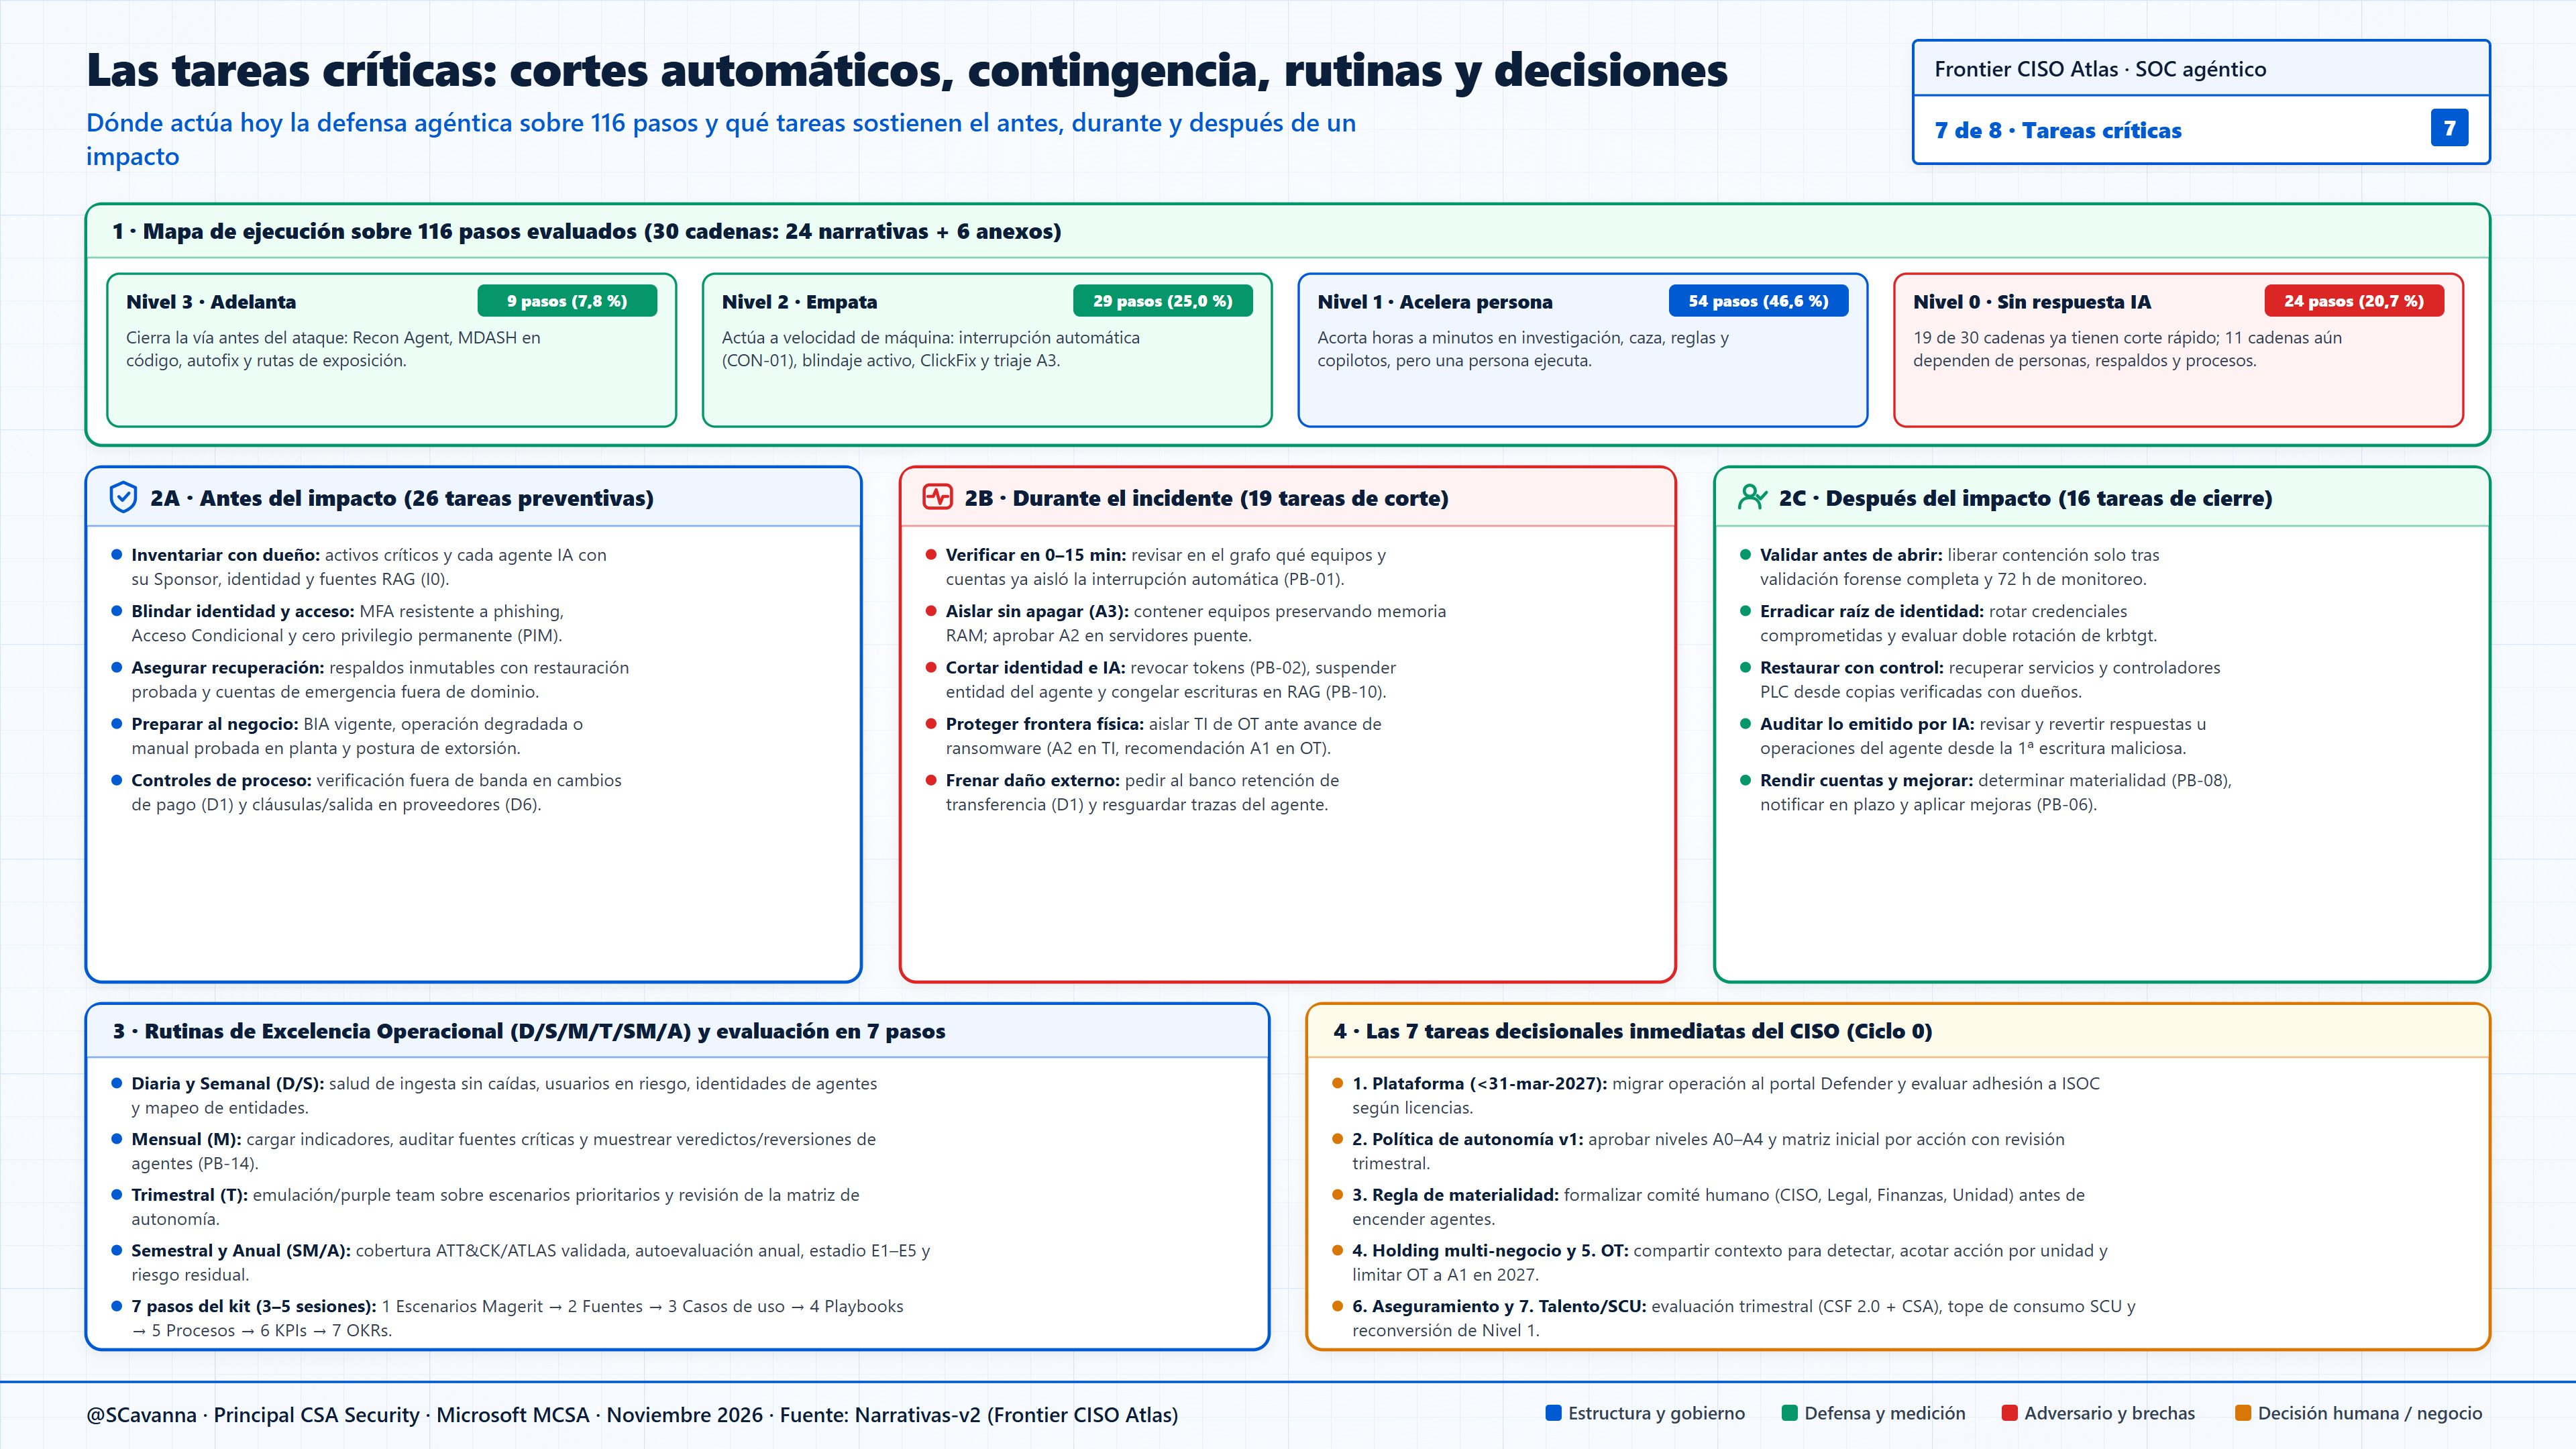 Las tareas críticas: cortes automáticos, contingencia, rutinas y decisiones
Dónde actúa hoy la defensa agéntica sobre 116 pasos y qué tareas sostienen el antes, durante y después de un
impacto
Frontier CISO Atlas · SOC agéntico
7 de 8 · Tareas críticas
7
1 · Mapa de ejecución sobre 116 pasos evaluados (30 cadenas: 24 narrativas + 6 anexos)
Nivel 3 · Adelanta
9 pasos (7,8 %)
Cierra la vía antes del ataque: Recon Agent, MDASH en
código, autofix y rutas de exposición.
Nivel 2 · Empata
29 pasos (25,0 %)
Actúa a velocidad de máquina: interrupción automática
(CON-01), blindaje activo, ClickFix y triaje A3.
Nivel 1 · Acelera persona
54 pasos (46,6 %)
Acorta horas a minutos en investigación, caza, reglas y
copilotos, pero una persona ejecuta.
Nivel 0 · Sin respuesta IA
24 pasos (20,7 %)
19 de 30 cadenas ya tienen corte rápido; 11 cadenas aún
dependen de personas, respaldos y procesos.
2A · Antes del impacto (26 tareas preventivas)
Inventariar con dueño: activos críticos y cada agente IA con
su Sponsor, identidad y fuentes RAG (I0).
Blindar identidad y acceso: MFA resistente a phishing,
Acceso Condicional y cero privilegio permanente (PIM).
Asegurar recuperación: respaldos inmutables con restauración
probada y cuentas de emergencia fuera de dominio.
Preparar al negocio: BIA vigente, operación degradada o
manual probada en planta y postura de extorsión.
Controles de proceso: verificación fuera de banda en cambios
de pago (D1) y cláusulas/salida en proveedores (D6).
2B · Durante el incidente (19 tareas de corte)
Verificar en 0–15 min: revisar en el grafo qué equipos y
cuentas ya aisló la interrupción automática (PB-01).
Aislar sin apagar (A3): contener equipos preservando memoria
RAM; aprobar A2 en servidores puente.
Cortar identidad e IA: revocar tokens (PB-02), suspender
entidad del agente y congelar escrituras en RAG (PB-10).
Proteger frontera física: aislar TI de OT ante avance de
ransomware (A2 en TI, recomendación A1 en OT).
Frenar daño externo: pedir al banco retención de
transferencia (D1) y resguardar trazas del agente.
2C · Después del impacto (16 tareas de cierre)
Validar antes de abrir: liberar contención solo tras
validación forense completa y 72 h de monitoreo.
Erradicar raíz de identidad: rotar credenciales
comprometidas y evaluar doble rotación de krbtgt.
Restaurar con control: recuperar servicios y controladores
PLC desde copias verificadas con dueños.
Auditar lo emitido por IA: revisar y revertir respuestas u
operaciones del agente desde la 1ª escritura maliciosa.
Rendir cuentas y mejorar: determinar materialidad (PB-08),
notificar en plazo y aplicar mejoras (PB-06).
3 · Rutinas de Excelencia Operacional (D/S/M/T/SM/A) y evaluación en 7 pasos
Diaria y Semanal (D/S): salud de ingesta sin caídas, usuarios en riesgo, identidades de agentes
y mapeo de entidades.
Mensual (M): cargar indicadores, auditar fuentes críticas y muestrear veredictos/reversiones de
agentes (PB-14).
Trimestral (T): emulación/purple team sobre escenarios prioritarios y revisión de la matriz de
autonomía.
Semestral y Anual (SM/A): cobertura ATT&CK/ATLAS validada, autoevaluación anual, estadio E1–E5 y
riesgo residual.
7 pasos del kit (3–5 sesiones): 1 Escenarios Magerit → 2 Fuentes → 3 Casos de uso → 4 Playbooks
→ 5 Procesos → 6 KPIs → 7 OKRs.
4 · Las 7 tareas decisionales inmediatas del CISO (Ciclo 0)
1. Plataforma (<31-mar-2027): migrar operación al portal Defender y evaluar adhesión a ISOC
según licencias.
2. Política de autonomía v1: aprobar niveles A0–A4 y matriz inicial por acción con revisión
trimestral.
3. Regla de materialidad: formalizar comité humano (CISO, Legal, Finanzas, Unidad) antes de
encender agentes.
4. Holding multi-negocio y 5. OT: compartir contexto para detectar, acotar acción por unidad y
limitar OT a A1 en 2027.
6. Aseguramiento y 7. Talento/SCU: evaluación trimestral (CSF 2.0 + CSA), tope de consumo SCU y
reconversión de Nivel 1.
@SCavanna · Principal CSA Security · Microsoft MCSA · Noviembre 2026 · Fuente: Narrativas-v2 (Frontier CISO Atlas)
Estructura y gobierno
Defensa y medición
Adversario y brechas
Decisión humana / negocio